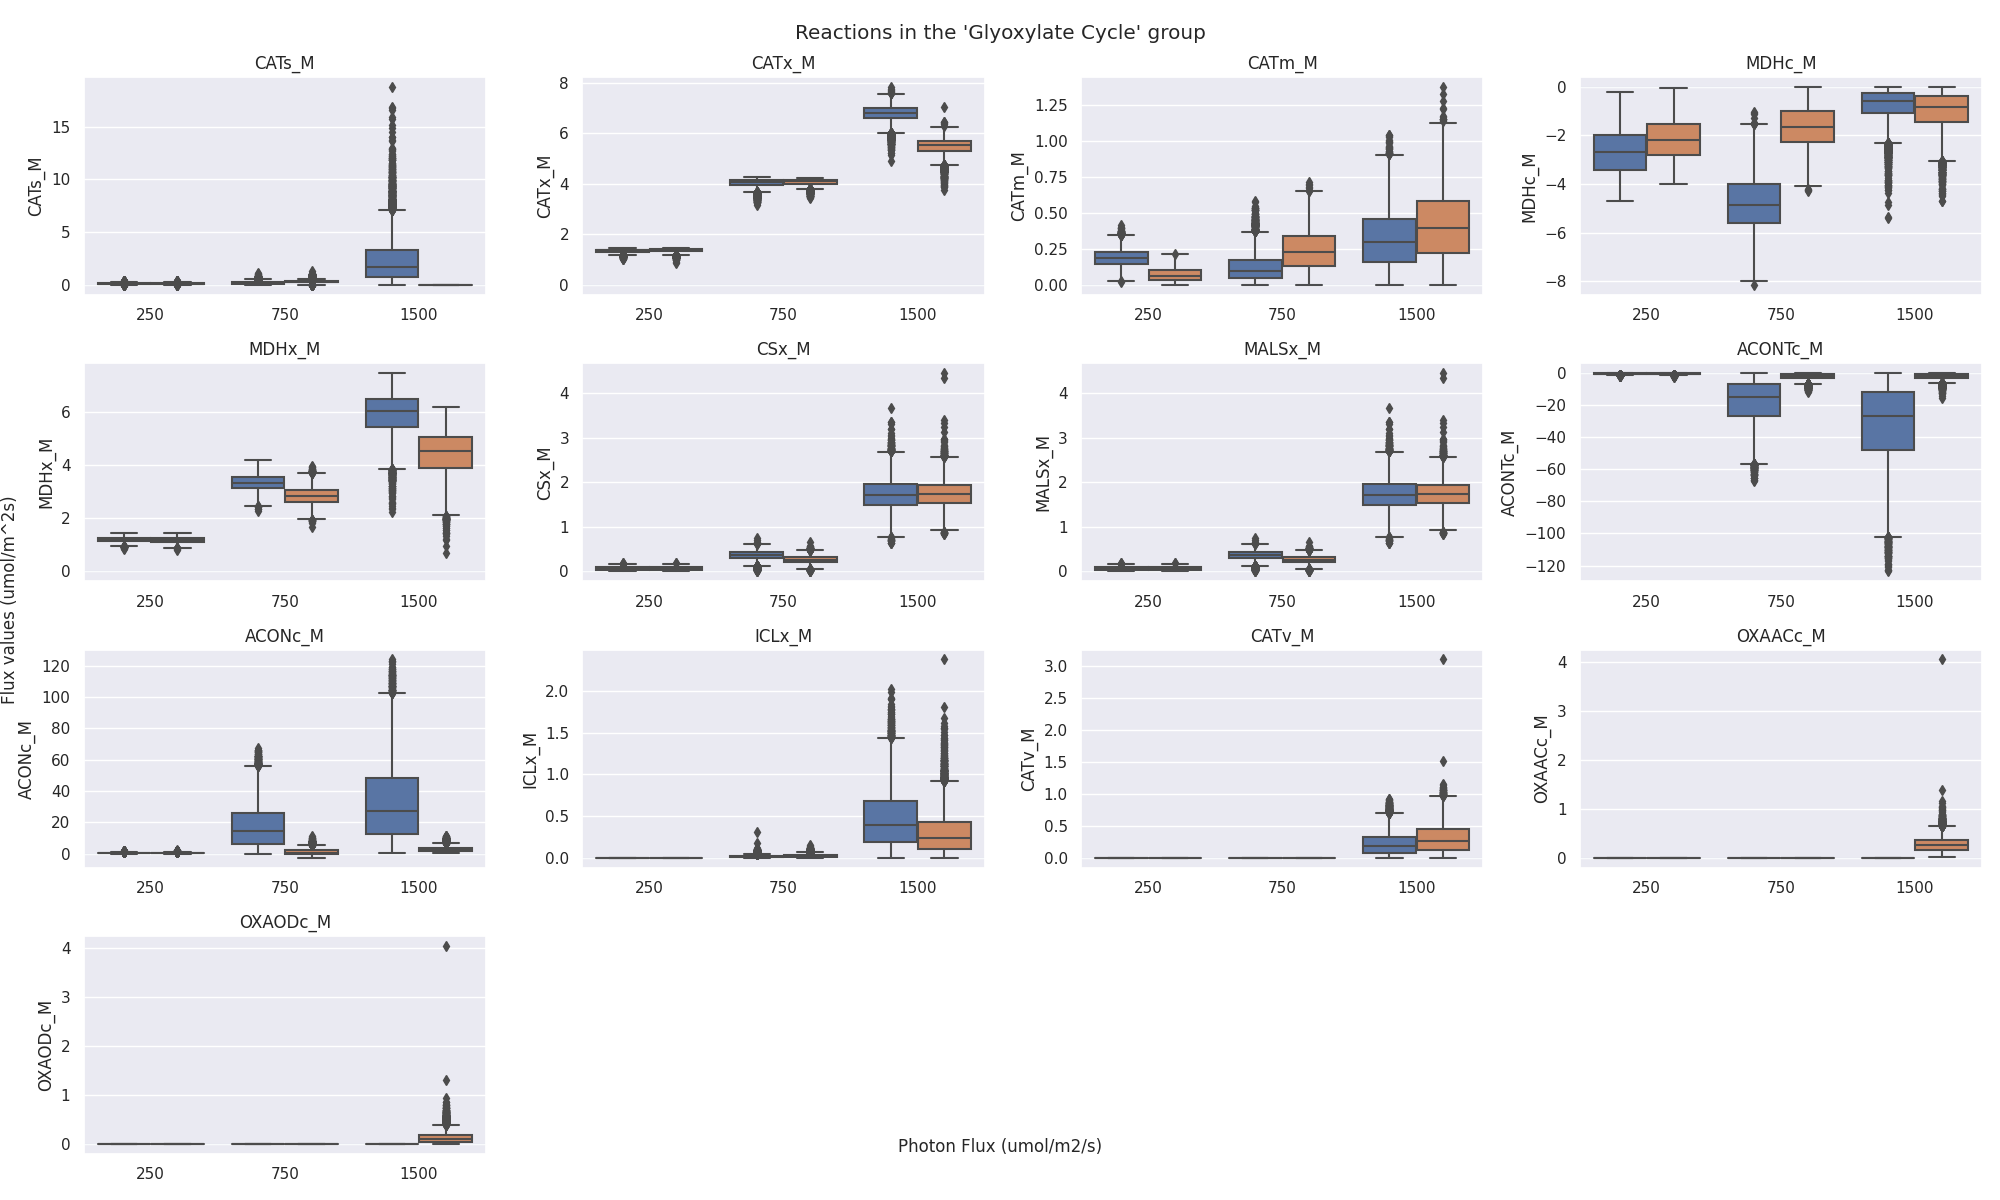 Reactions in the 'Glyoxylate Cycle' group
CATs_M
CATs_M
15
10
5
0
250 750 1500
CATx_M
CATx_M
8
6
4
2
0
250 750 1500
CATm_M
CATm_M
1.25
1.00
0.75
0.50
0.25
0.00
250 750 1500
MDHc_M
MDHc_M
0
−2
−4
−6
−8
250 750 1500
MDHx_M
MDHx_M
6
4
2
0
250 750 1500
CSx_M
CSx_M
4
3
2
1
0
250 750 1500
MALSx_M
MALSx_M
4
3
2
1
0
250 750 1500
ACONTc_M
ACONTc_M
0
−20
−40
−60
−80
−100
−120
250 750 1500
Flux values (umol/m^2s)
ACONc_M
ACONc_M
120
100
80
60
40
20
0
250 750 1500
ICLx_M
ICLx_M
2.0
1.5
1.0
0.5
0.0
250 750 1500
CATv_M
CATv_M
3.0
2.5
2.0
1.5
1.0
0.5
0.0
250 750 1500
OXAACc_M
OXAACc_M
4
3
2
1
0
250 750 1500
OXAODc_M
OXAODc_M
4
3
2
1
0
250 750 1500
Photon Flux (umol/m2/s)